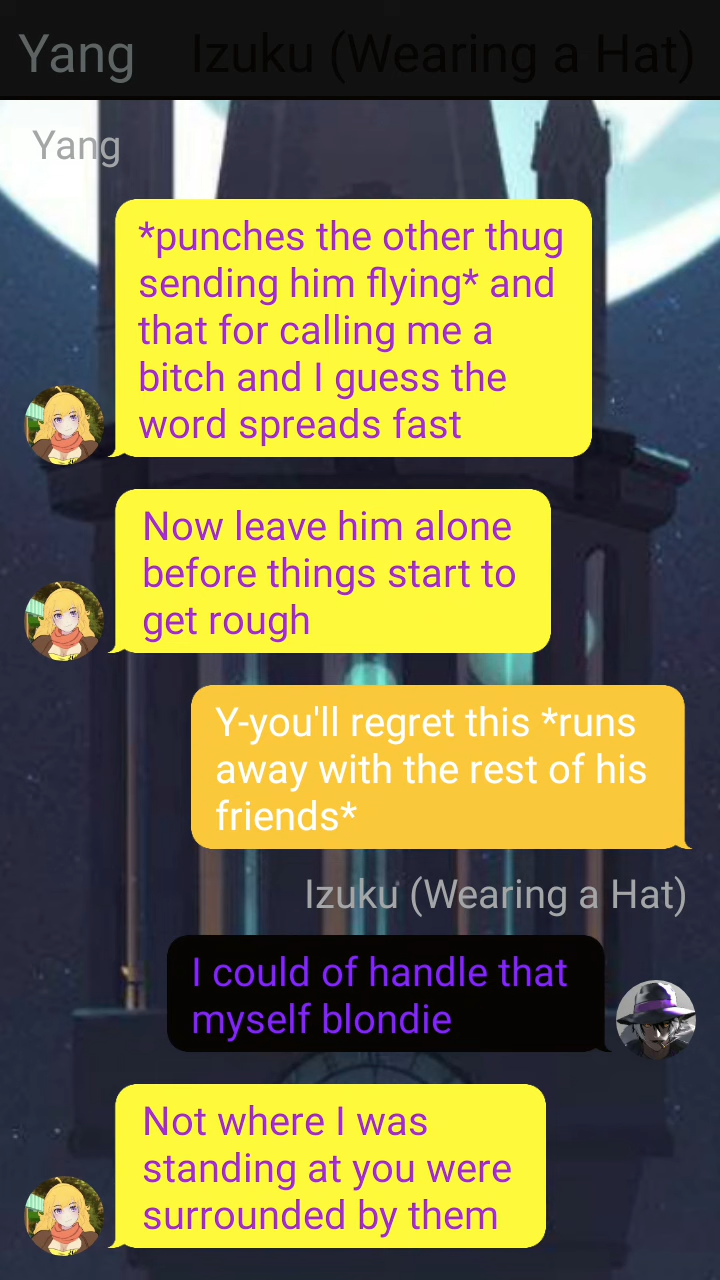 Yang Izuku (Wearing a Hat)
Yang
*punches the other thug
sending him flying* and
that for calling me a
bitch and I guess the
word spreads fast
Now leave him alone
before things start to
get rough
Y-you'll regret this *runs
away with the rest of his
friends*
Izuku (Wearing a Hat)
I could of handle that
myself blondie
Not where I was
standing at you were
surrounded by them